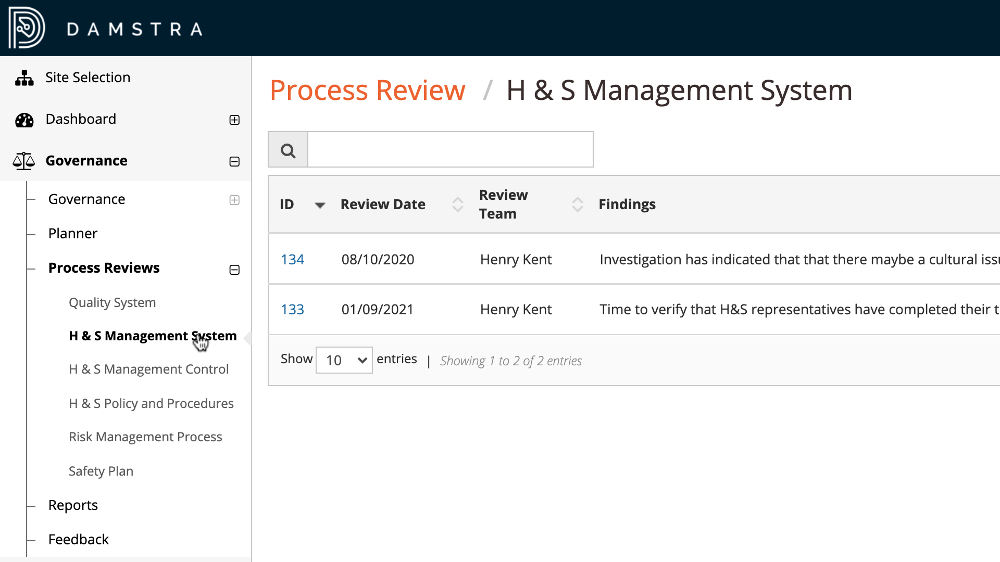 DAMSTRA
Site Selection
Dashboard
Governance
Governance
Planner
Process Reviews
Quality System
H & S Management System
H & S Management Control
H & S Policy and Procedures
Risk Management Process
Safety Plan
Reports
Feedback
Process Review / H & S Management System
ID Review Date Review Team Findings
134 08/10/2020 Henry Kent Investigation has indicated that that there maybe a cultural
133 01/09/2021 Henry Kent Time to verify that H&S representatives have completed their
Show 10 entries | Showing 1 to 2 of 2 entries